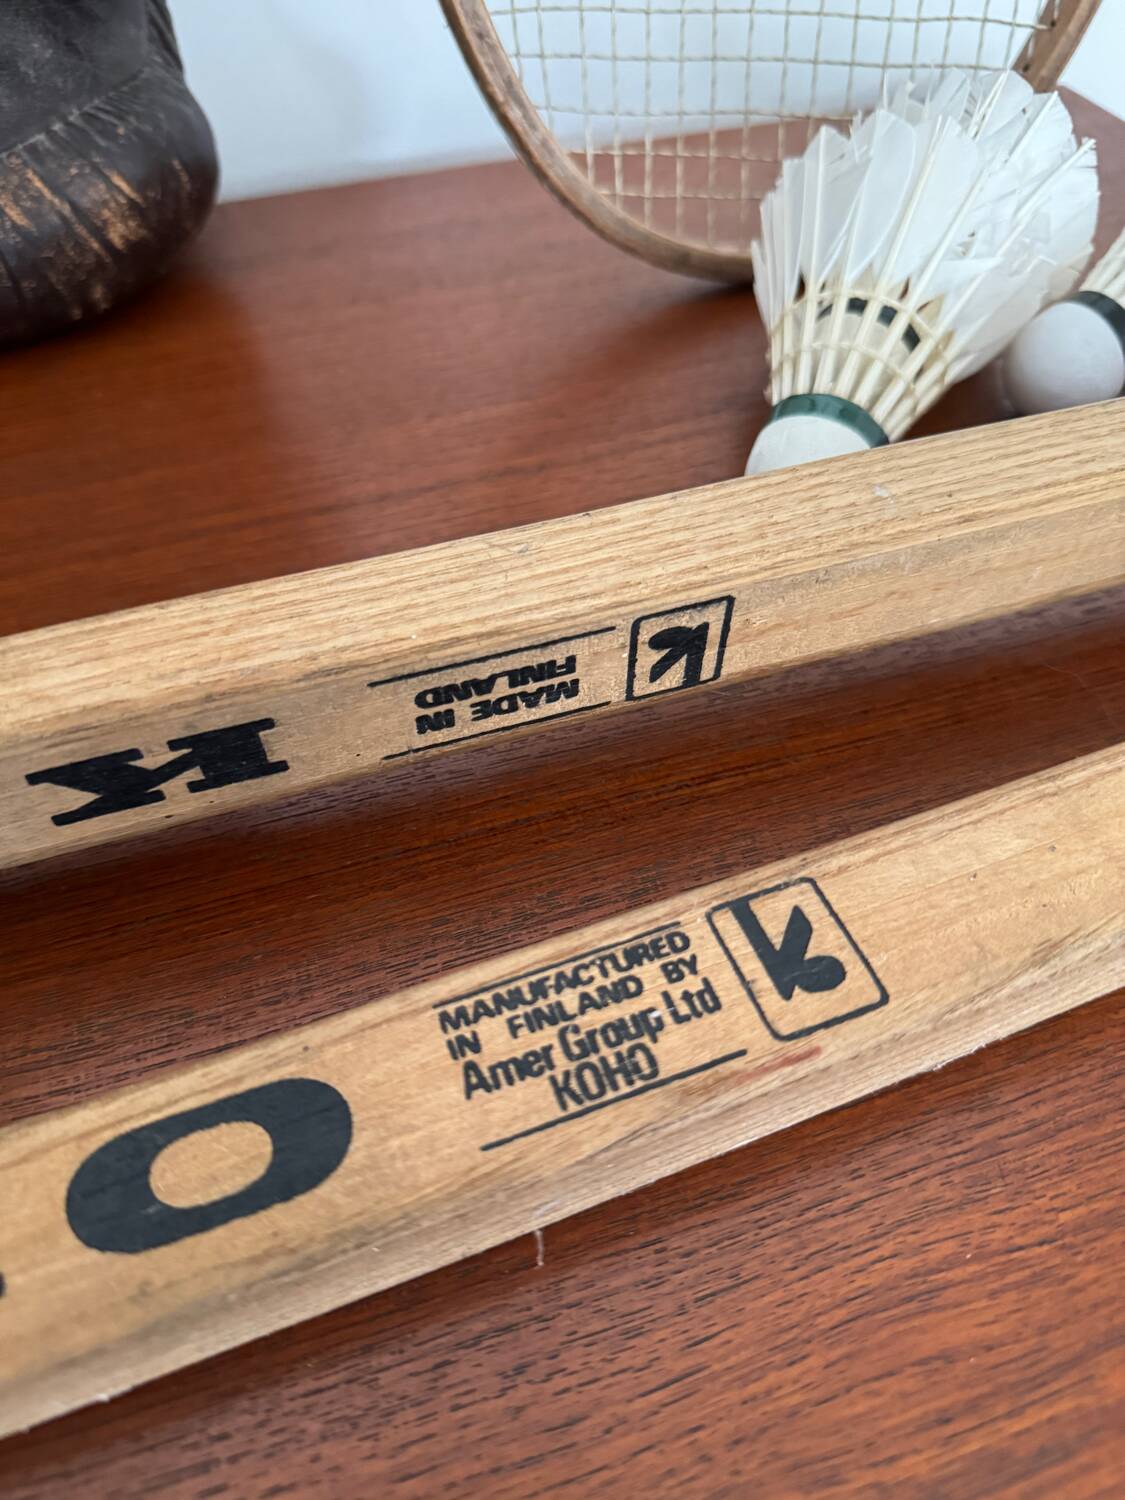 MADE IN
FINLAND
K
MANUFACTURED
IN FINLAND BY
Amer Group Ltd
KOHO
O